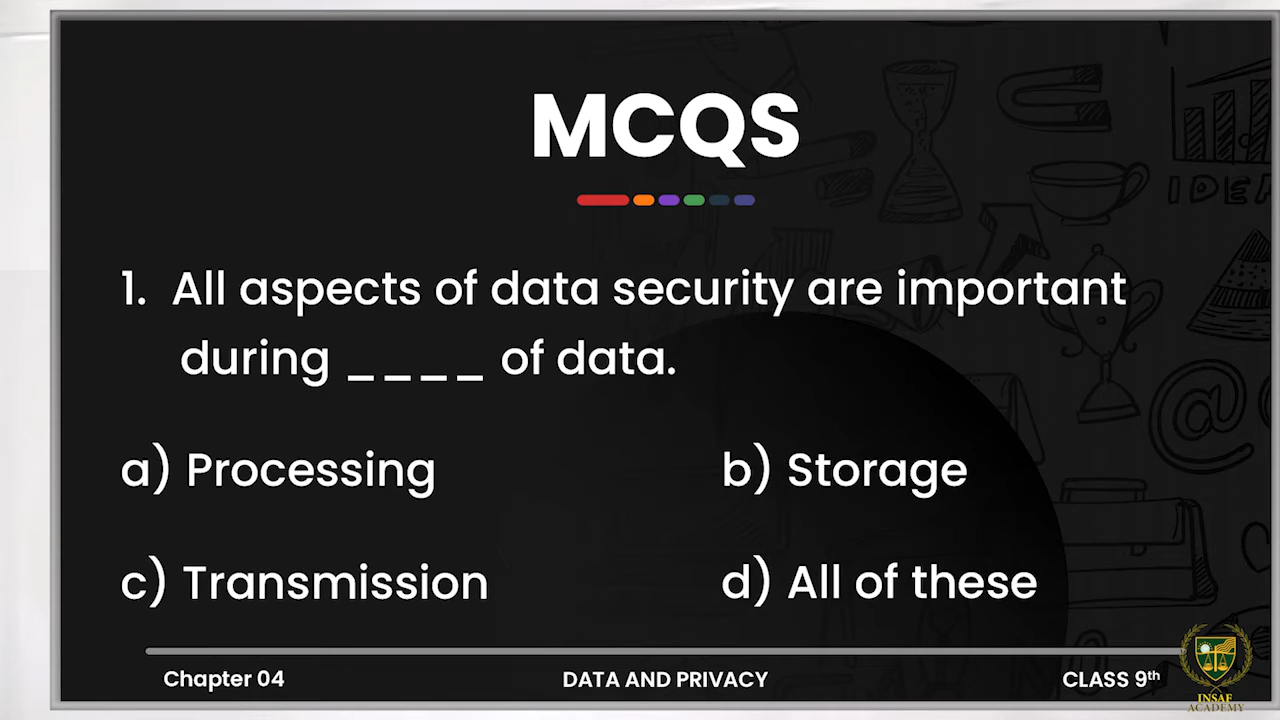 MCQS
1. All aspects of data security are important
during ____ of data.
a) Processing
b) Storage
c) Transmission
d) All of these
Chapter 04
DATA AND PRIVACY
CLASS 9th
INSAF
ACADEMY
IDEA